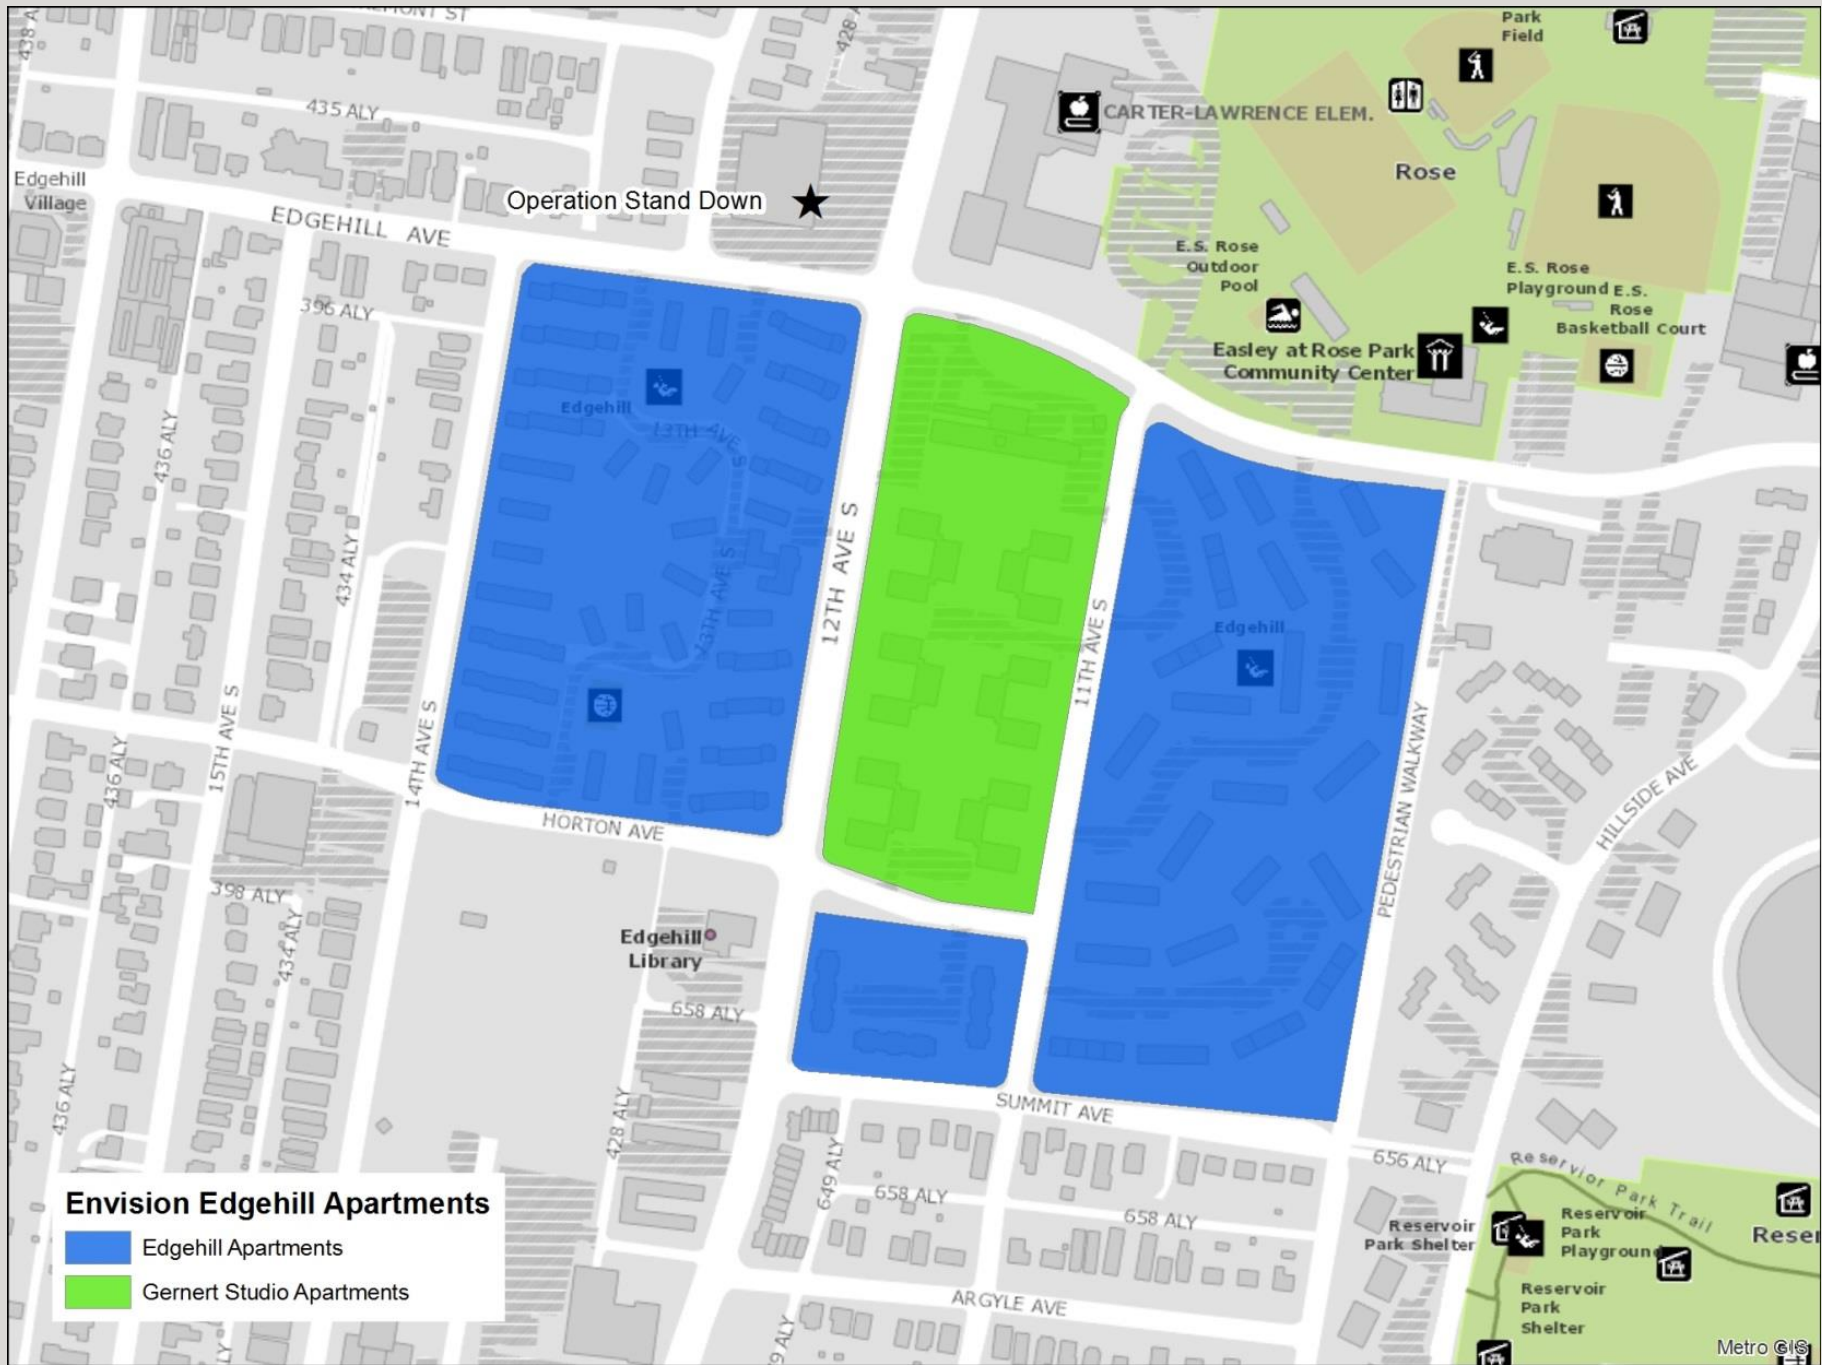 435 ALY
CARTER-LAWRENCE ELEM.
Park
Field
Rose
Edgehill
Village
Operation Stand Down
EDGEHILL AVE
396 ALY
E.S. Rose
Outdoor
Pool
E.S. Rose
Playground
E.S.
Rose
Basketball Court
Easley at Rose Park
Community Center
Edgehill
13TH AVE S
436 ALY
434 ALY
12TH AVE S
13TH AVE S
11TH AVE S
Edgehill
14TH AVE S
15TH AVE S
436 ALY
PEDESTRIAN WALKWAY
HILLSIDE AVE
HORTON AVE
398 ALY
434 ALY
Edgehill
Library
658 ALY
436 ALY
428 ALY
SUMMIT AVE
649 ALY
658 ALY
658 ALY
656 ALY
Reservior Park Trail
Reservoir
Park Shelter
Reservoir
Park
Playground
Reservoir
Park
Shelter
ARGYLE AVE
Envision Edgehill Apartments
Edgehill Apartments
Gernert Studio Apartments
Metro GIS